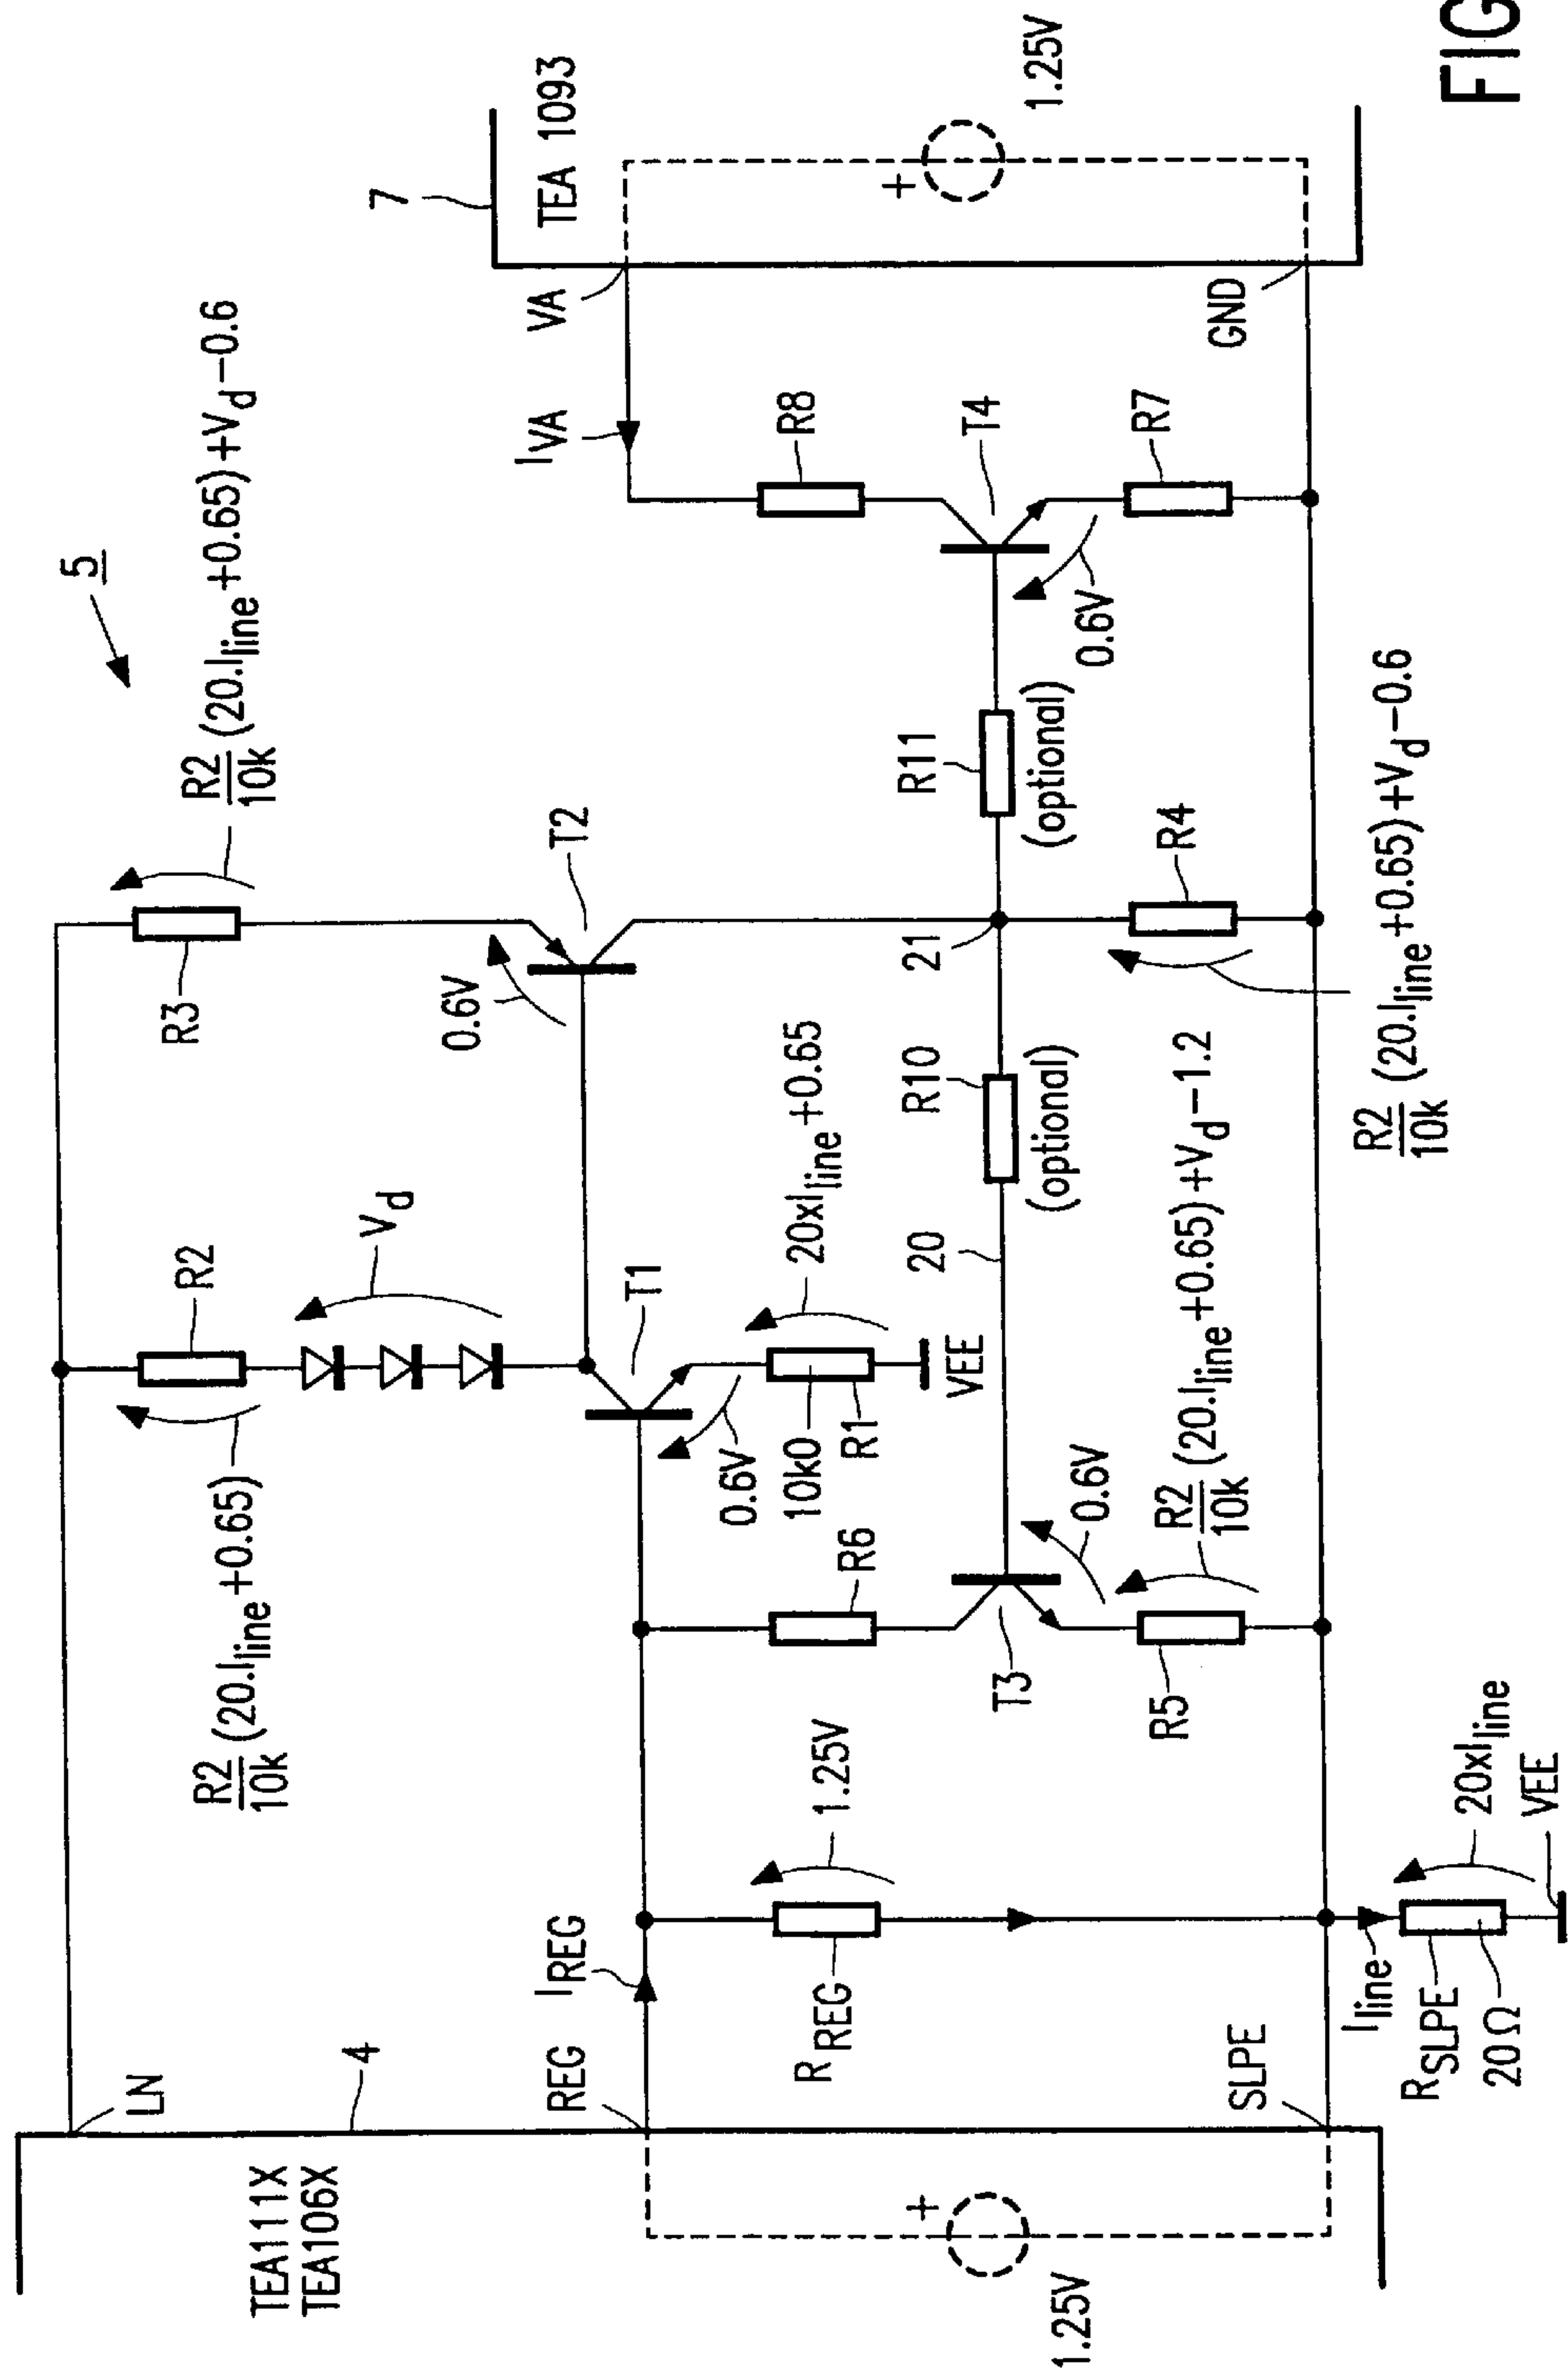 5
R2/10k (20.Iline+0.65)+Vd−0.6
R3
R2
Vd
R2/10k (20.Iline+0.65)
LN
4
TEA111X
TEA106X
0.6V
T2
T1
20xIline+0.65
0.6V
10k0
R1
VEE
R6
IREG
REG
RREG
1.25V
1.25V
+
T3
R5
0.6V
R2/10k (20.Iline+0.65)+Vd−1.2
20
R10
(optional)
21
R4
R11
(optional)
R2/10k (20.Iline+0.65)+Vd−0.6
SLPE
Iline
RSLPE
20Ω
20xIline
VEE
7
TEA 1093
VA
IVA
R8
T4
0.6V
R7
GND
+
1.25V
FIG